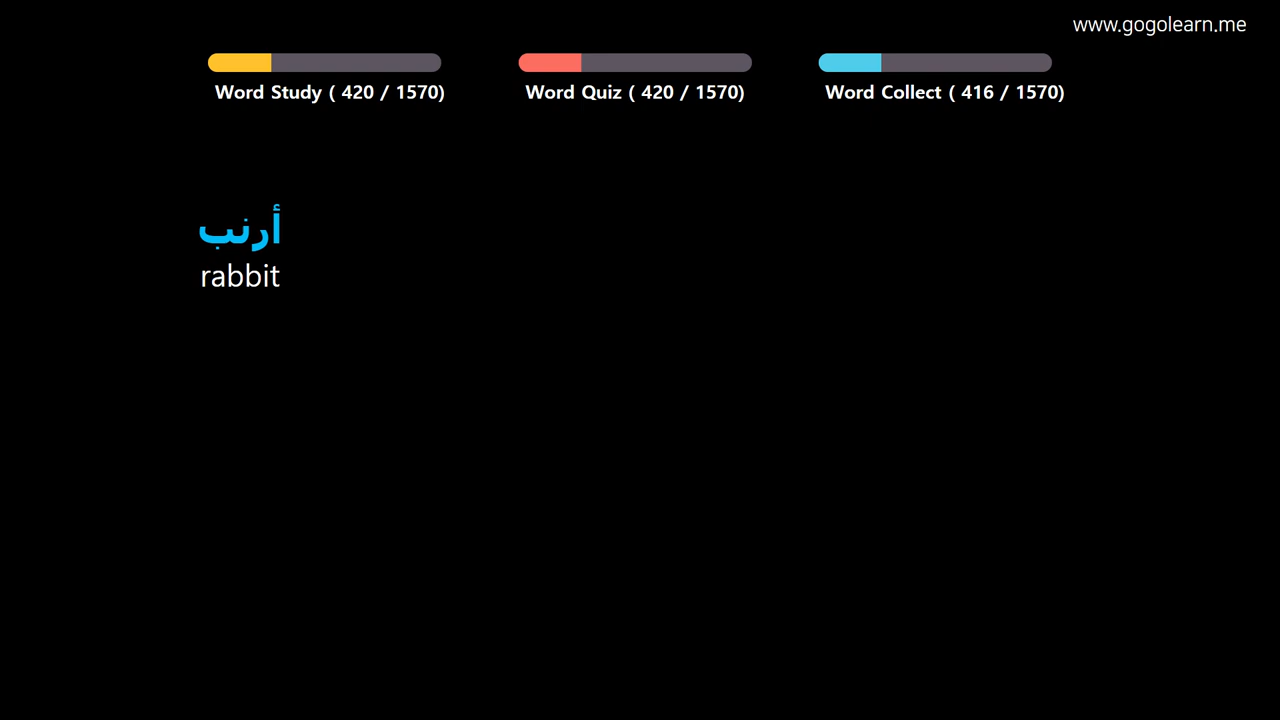 www.gogolearn.me
Word Study ( 420 / 1570)
Word Quiz ( 420 / 1570)
Word Collect ( 416 / 1570)
أرنب
rabbit